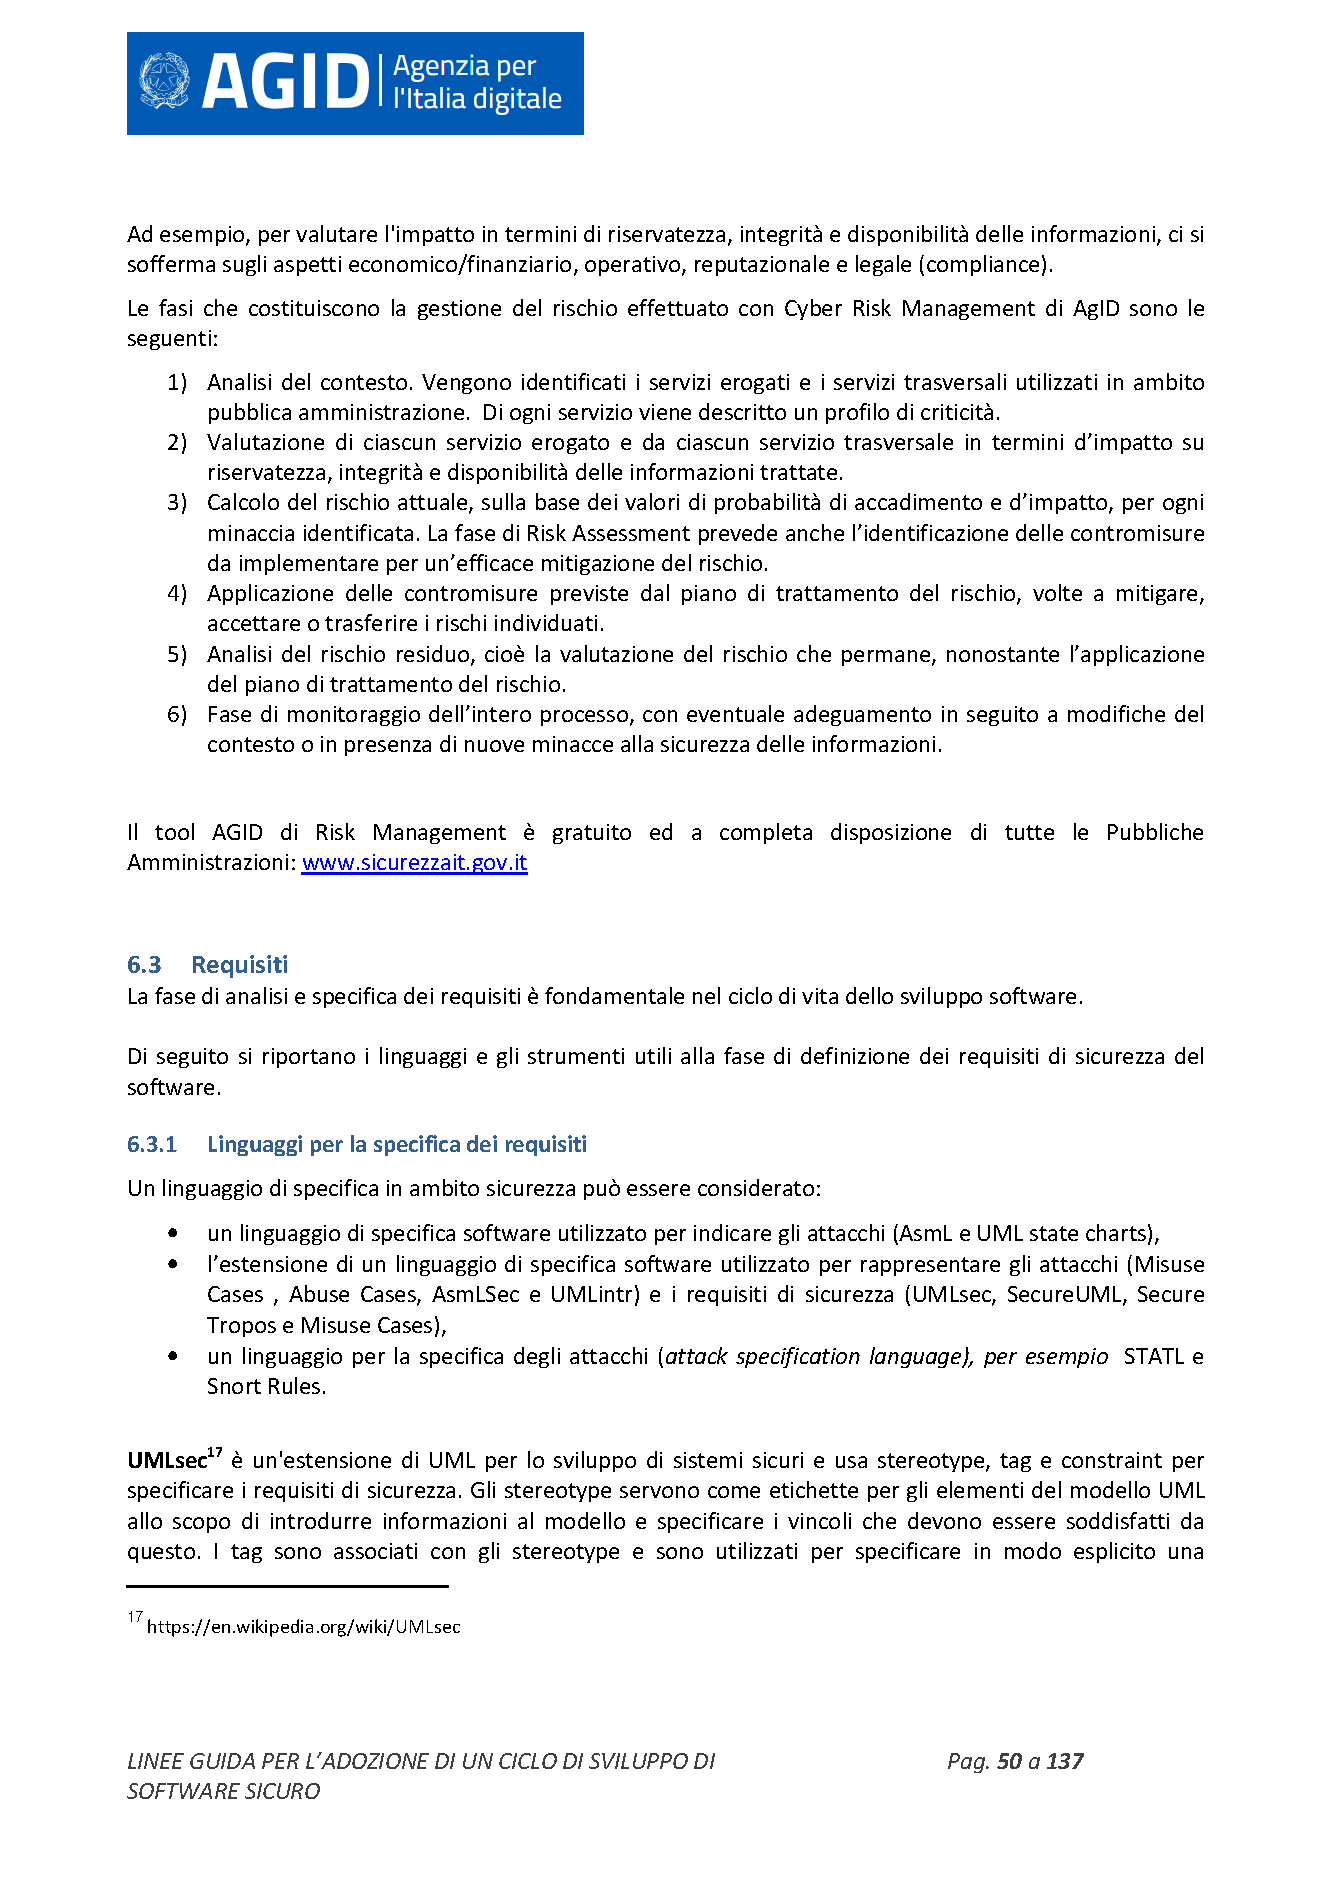 AGID Agenzia per
l'Italia digitale
Ad esempio, per valutare l'impatto in termini di riservatezza, integrità e disponibilità delle informazioni, ci si
sofferma sugli aspetti economico/finanziario, operativo, reputazionale e legale (compliance).
Le fasi che costituiscono la gestione del rischio effettuato con Cyber Risk Management di AgID sono le
seguenti:
1) Analisi del contesto. Vengono identificati i servizi erogati e i servizi trasversali utilizzati in ambito
pubblica amministrazione. Di ogni servizio viene descritto un profilo di criticità.
2) Valutazione di ciascun servizio erogato e da ciascun servizio trasversale in termini d’impatto su
riservatezza, integrità e disponibilità delle informazioni trattate.
3) Calcolo del rischio attuale, sulla base dei valori di probabilità di accadimento e d’impatto, per ogni
minaccia identificata. La fase di Risk Assessment prevede anche l’identificazione delle contromisure
da implementare per un’efficace mitigazione del rischio.
4) Applicazione delle contromisure previste dal piano di trattamento del rischio, volte a mitigare,
accettare o trasferire i rischi individuati.
5) Analisi del rischio residuo, cioè la valutazione del rischio che permane, nonostante l’applicazione
del piano di trattamento del rischio.
6) Fase di monitoraggio dell’intero processo, con eventuale adeguamento in seguito a modifiche del
contesto o in presenza di nuove minacce alla sicurezza delle informazioni.
Il tool AGID di Risk Management è gratuito ed a completa disposizione di tutte le Pubbliche
Amministrazioni: www.sicurezzait.gov.it
6.3 Requisiti
La fase di analisi e specifica dei requisiti è fondamentale nel ciclo di vita dello sviluppo software.
Di seguito si riportano i linguaggi e gli strumenti utili alla fase di definizione dei requisiti di sicurezza del
software.
6.3.1 Linguaggi per la specifica dei requisiti
Un linguaggio di specifica in ambito sicurezza può essere considerato:
• un linguaggio di specifica software utilizzato per indicare gli attacchi (AsmL e UML state charts),
• l’estensione di un linguaggio di specifica software utilizzato per rappresentare gli attacchi (Misuse
Cases , Abuse Cases, AsmLSec e UMLintr) e i requisiti di sicurezza (UMLsec, SecureUML, Secure
Tropos e Misuse Cases),
• un linguaggio per la specifica degli attacchi (attack specification language), per esempio STATL e
Snort Rules.
UMLsec17 è un'estensione di UML per lo sviluppo di sistemi sicuri e usa stereotype, tag e constraint per
specificare i requisiti di sicurezza. Gli stereotype servono come etichette per gli elementi del modello UML
allo scopo di introdurre informazioni al modello e specificare i vincoli che devono essere soddisfatti da
questo. I tag sono associati con gli stereotype e sono utilizzati per specificare in modo esplicito una
17 https://en.wikipedia.org/wiki/UMLsec
LINEE GUIDA PER L’ADOZIONE DI UN CICLO DI SVILUPPO DI Pag. 50 a 137
SOFTWARE SICURO